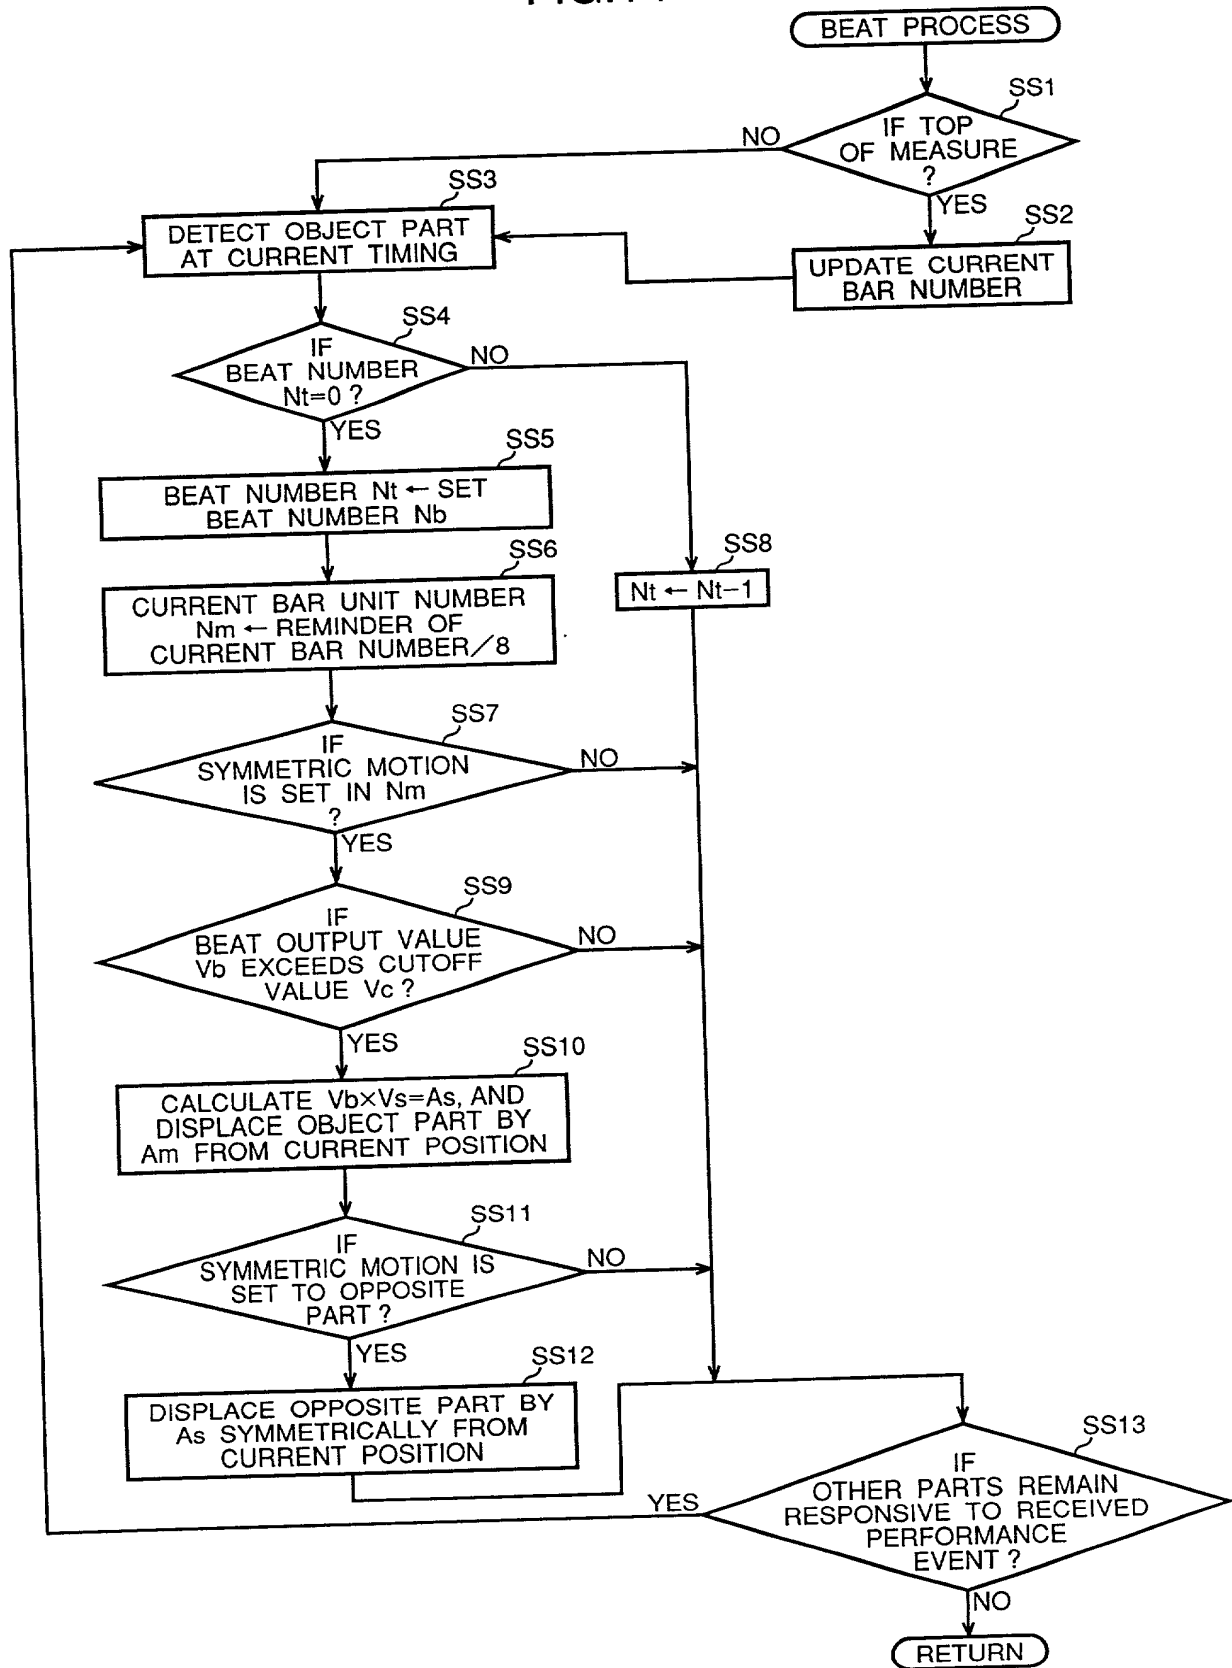 BEAT PROCESS
SS1
IF TOP
OF MEASURE
?
NO
YES
SS2
UPDATE CURRENT
BAR NUMBER
SS3
DETECT OBJECT PART
AT CURRENT TIMING
SS4
IF
BEAT NUMBER
Nt=0 ?
NO
YES
SS5
BEAT NUMBER Nt ← SET
BEAT NUMBER Nb
SS6
CURRENT BAR UNIT NUMBER
Nm ← REMINDER OF
CURRENT BAR NUMBER/8
SS8
Nt ← Nt−1
SS7
IF
SYMMETRIC MOTION
IS SET IN Nm
?
NO
YES
SS9
IF
BEAT OUTPUT VALUE
Vb EXCEEDS CUTOFF
VALUE Vc ?
NO
YES
SS10
CALCULATE Vb×Vs=As, AND
DISPLACE OBJECT PART BY
Am FROM CURRENT POSITION
SS11
IF
SYMMETRIC MOTION IS
SET TO OPPOSITE
PART ?
NO
YES
SS12
DISPLACE OPPOSITE PART BY
As SYMMETRICALLY FROM
CURRENT POSITION
SS13
IF
OTHER PARTS REMAIN
RESPONSIVE TO RECEIVED
PERFORMANCE
EVENT ?
YES
NO
RETURN